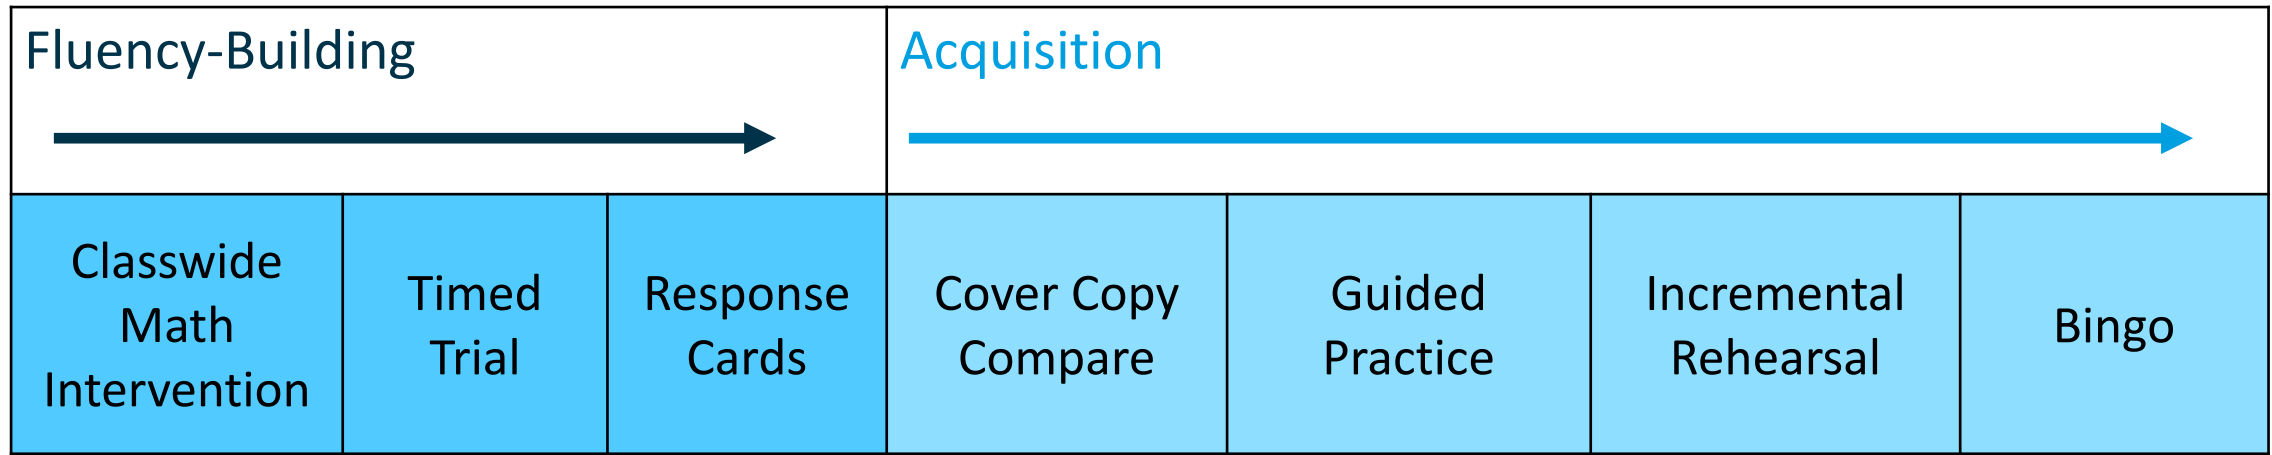 Fluency-Building
Acquisition
Classwide
Math
Intervention
Timed
Trial
Response
Cards
Cover Copy
Compare
Guided
Practice
Incremental
Rehearsal
Bingo